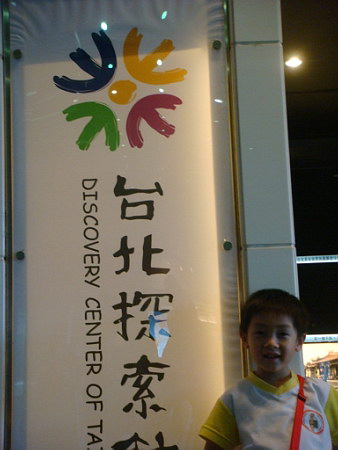 台北探索
DISCOVERY CENTER OF TA